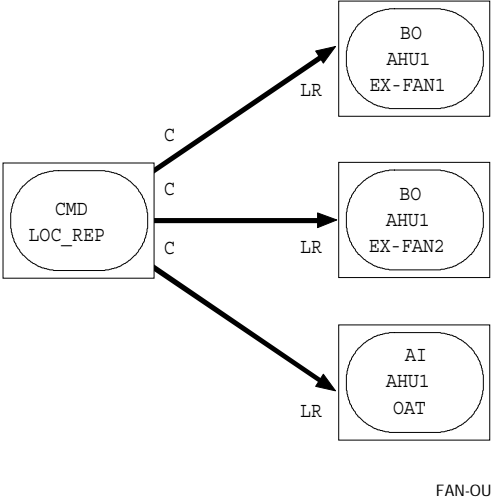 BO
AHU1
EX-FAN1
LR
C
C
CMD
LOC_REP
BO
AHU1
EX-FAN2
C
LR
AI
AHU1
OAT
LR
FAN-OU